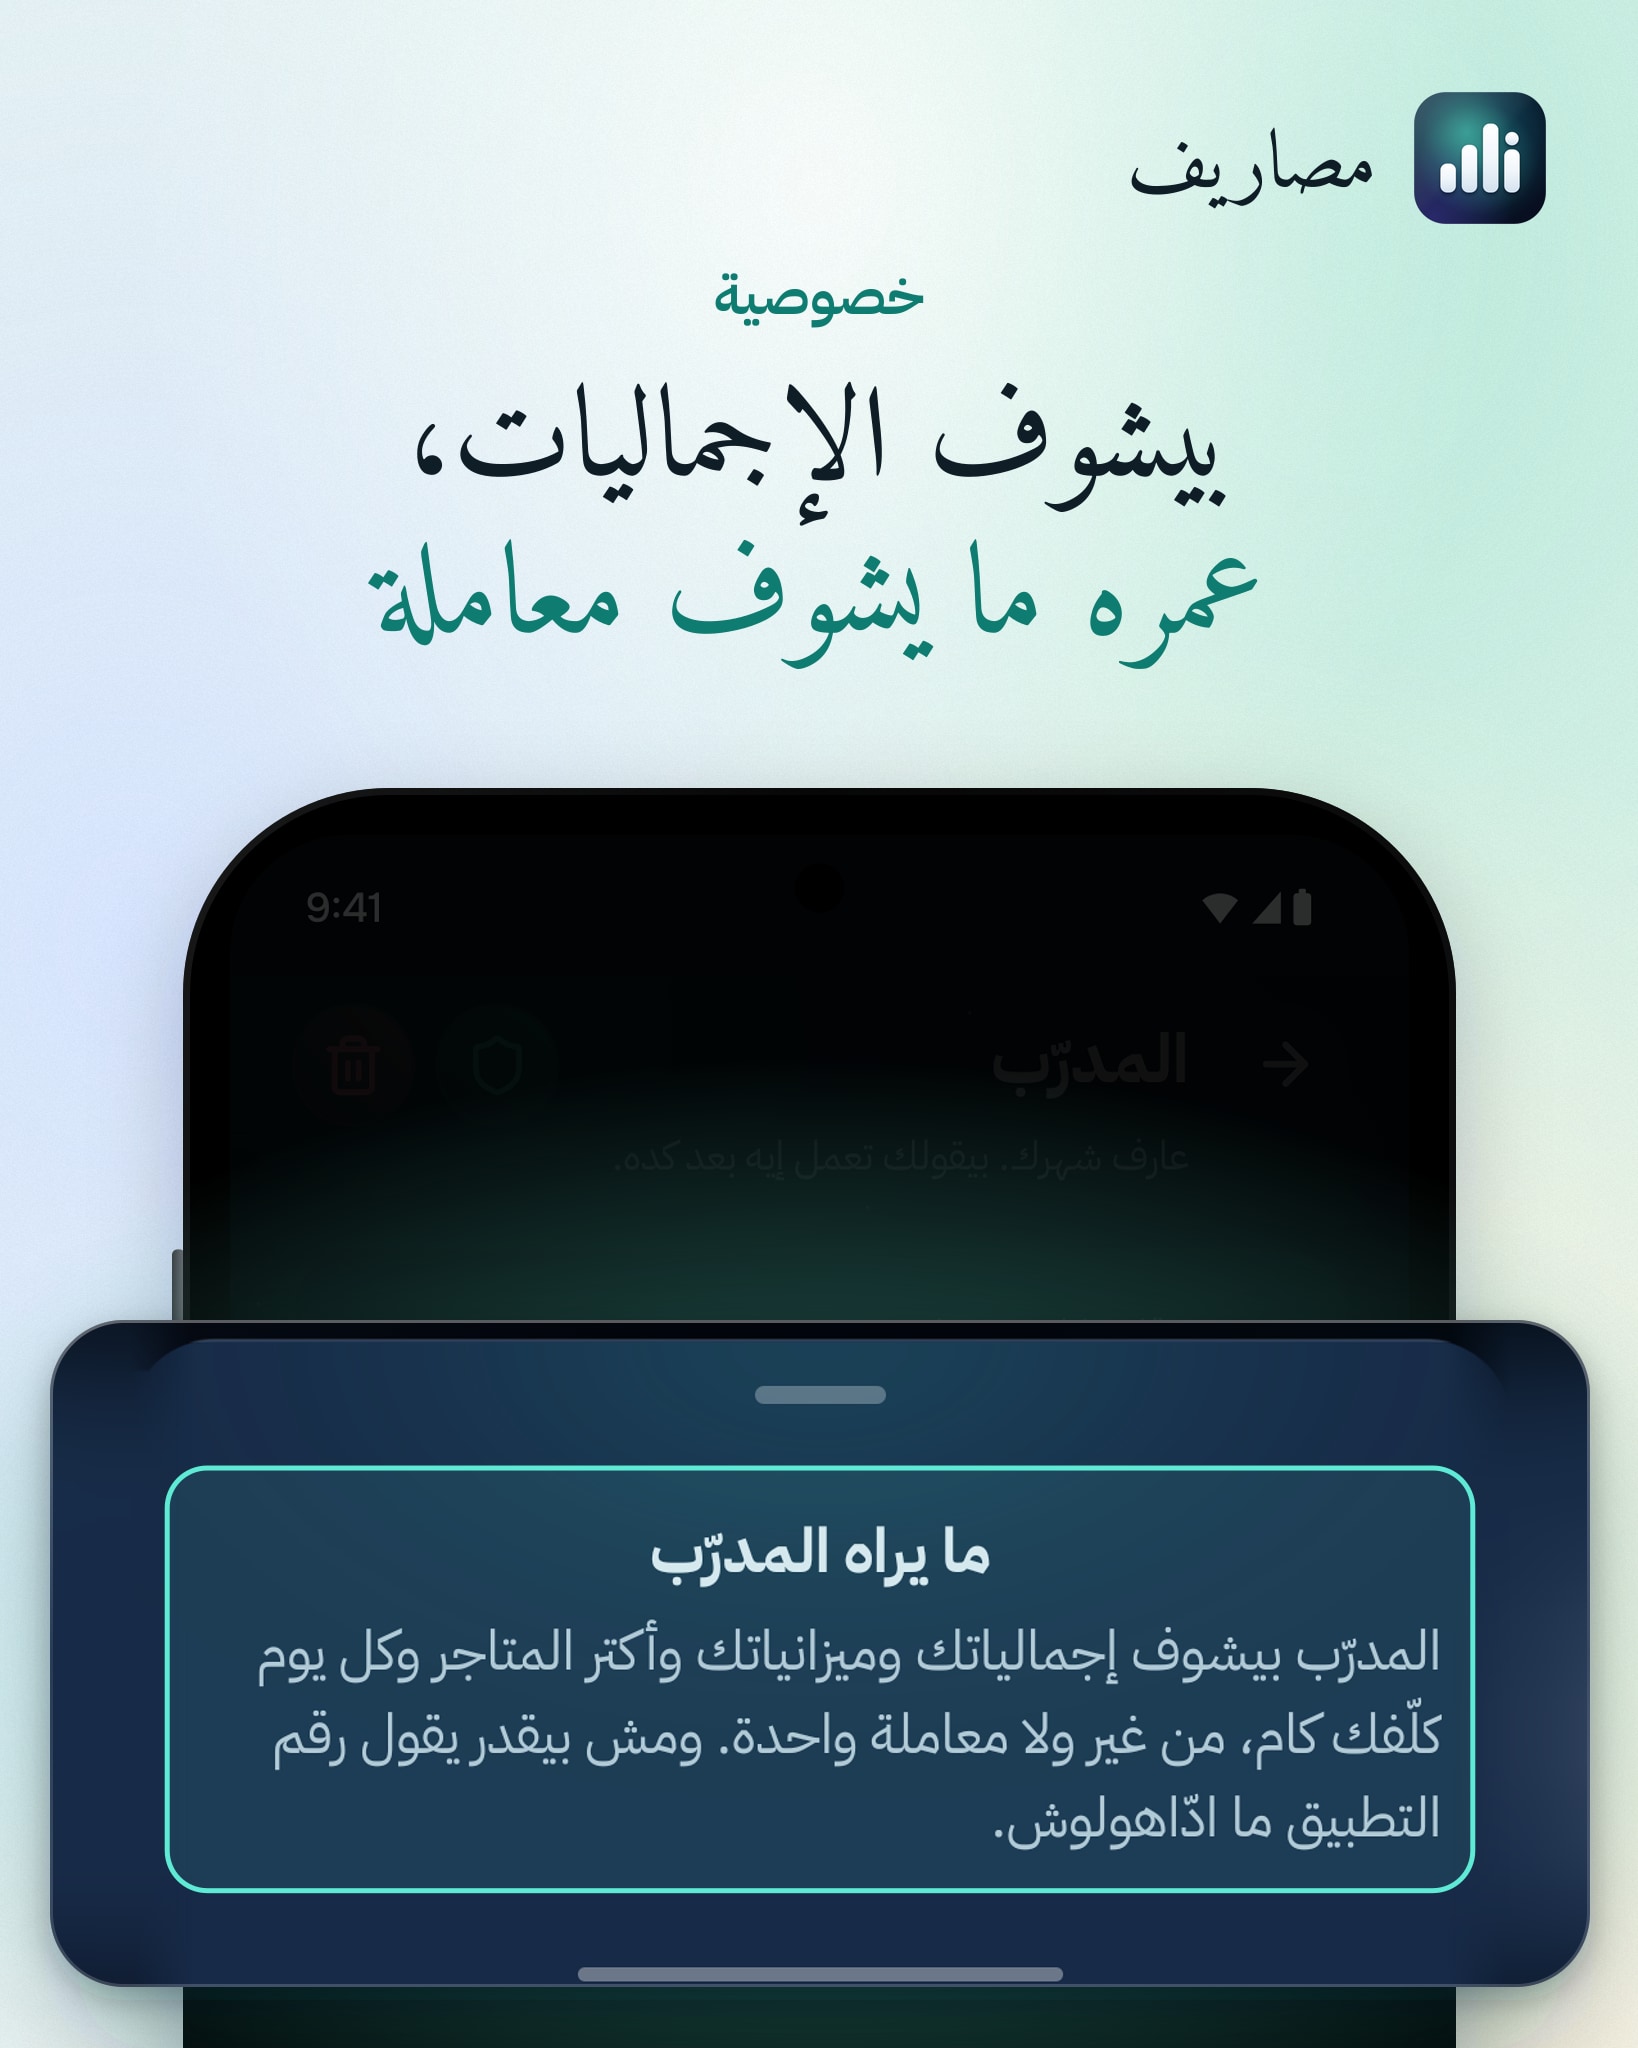 مصاريف
خصوصية
بيشوف الإجماليات،
عمره ما يشوف معاملة
9:41
المدرّب
عارف شهرك. بيقولك تعمل إيه بعد كده.
ما يراه المدرّب
المدرّب بيشوف إجمالياتك وميزانياتك وأكتر المتاجر وكل يوم
كلّفك كام، من غير ولا معاملة واحدة. ومش بيقدر يقول رقم
التطبيق ما ادّاهولوش.